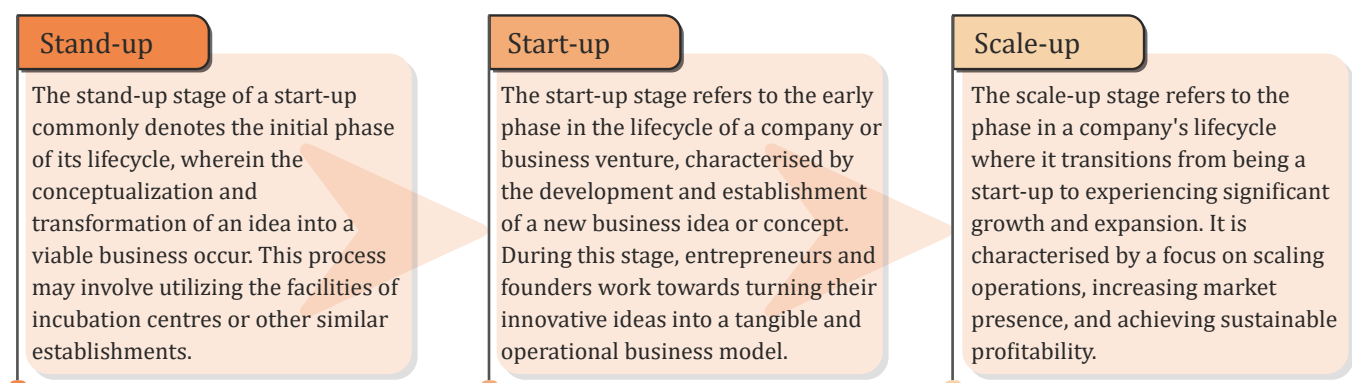 Stand-up
The stand-up stage of a start-up
commonly denotes the initial phase
of its lifecycle, wherein the
conceptualization and
transformation of an idea into a
viable business occur. This process
may involve utilizing the facilities of
incubation centres or other similar
establishments.
Start-up
The start-up stage refers to the early
phase in the lifecycle of a company or
business venture, characterised by
the development and establishment
of a new business idea or concept.
During this stage, entrepreneurs and
founders work towards turning their
innovative ideas into a tangible and
operational business model.
Scale-up
The scale-up stage refers to the
phase in a company's lifecycle
where it transitions from being a
start-up to experiencing significant
growth and expansion. It is
characterised by a focus on scaling
operations, increasing market
presence, and achieving sustainable
profitability.